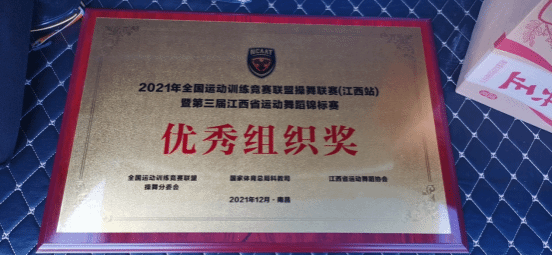 2021年全国运动训练竞赛联盟操舞联赛(江西站)
暨第三届江西省运动舞蹈锦标赛
优秀组织奖
全国运动训练竞赛联盟 国家体育总局科教司 江西省运动舞蹈协会
操舞分委会
2021年12月·南昌